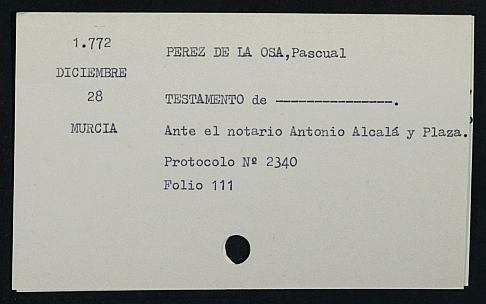 1.772
DICIEMBRE
28
MURCIA
PEREZ DE LA OSA,Pascual
TESTAMENTO de ---------------.
Ante el notario Antonio Alcalá y Plaza.
Protocolo Nº 2340
Folio 111